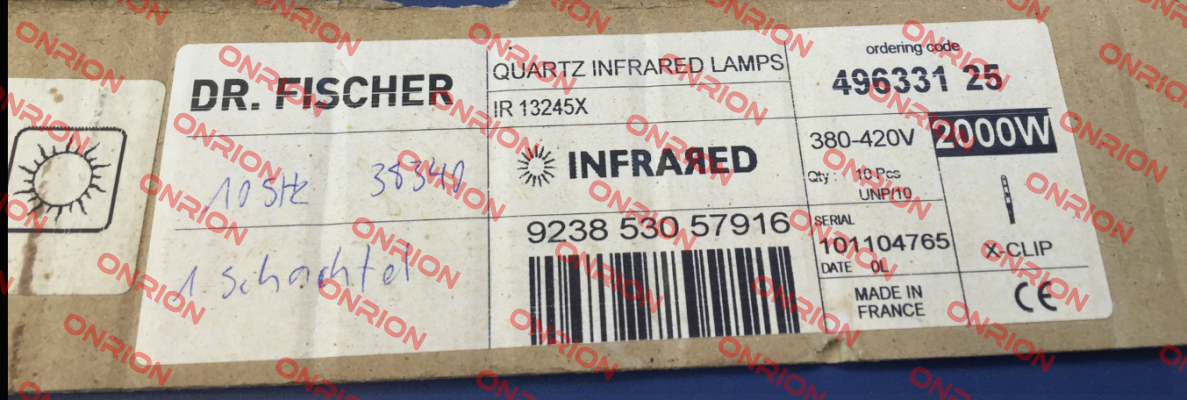 DR. FISCHER
10 Stk 38340
1 Schachtel
QUARTZ INFRARED LAMPS
IR 13245X
INFRARED
9238 530 57916
ordering code
496331 25
380-420V
2000W
Qty : 10 Pcs
UNP/10
SERIAL
101104765
DATE 0L
X-CLIP
MADE IN
FRANCE
CE
ONRION